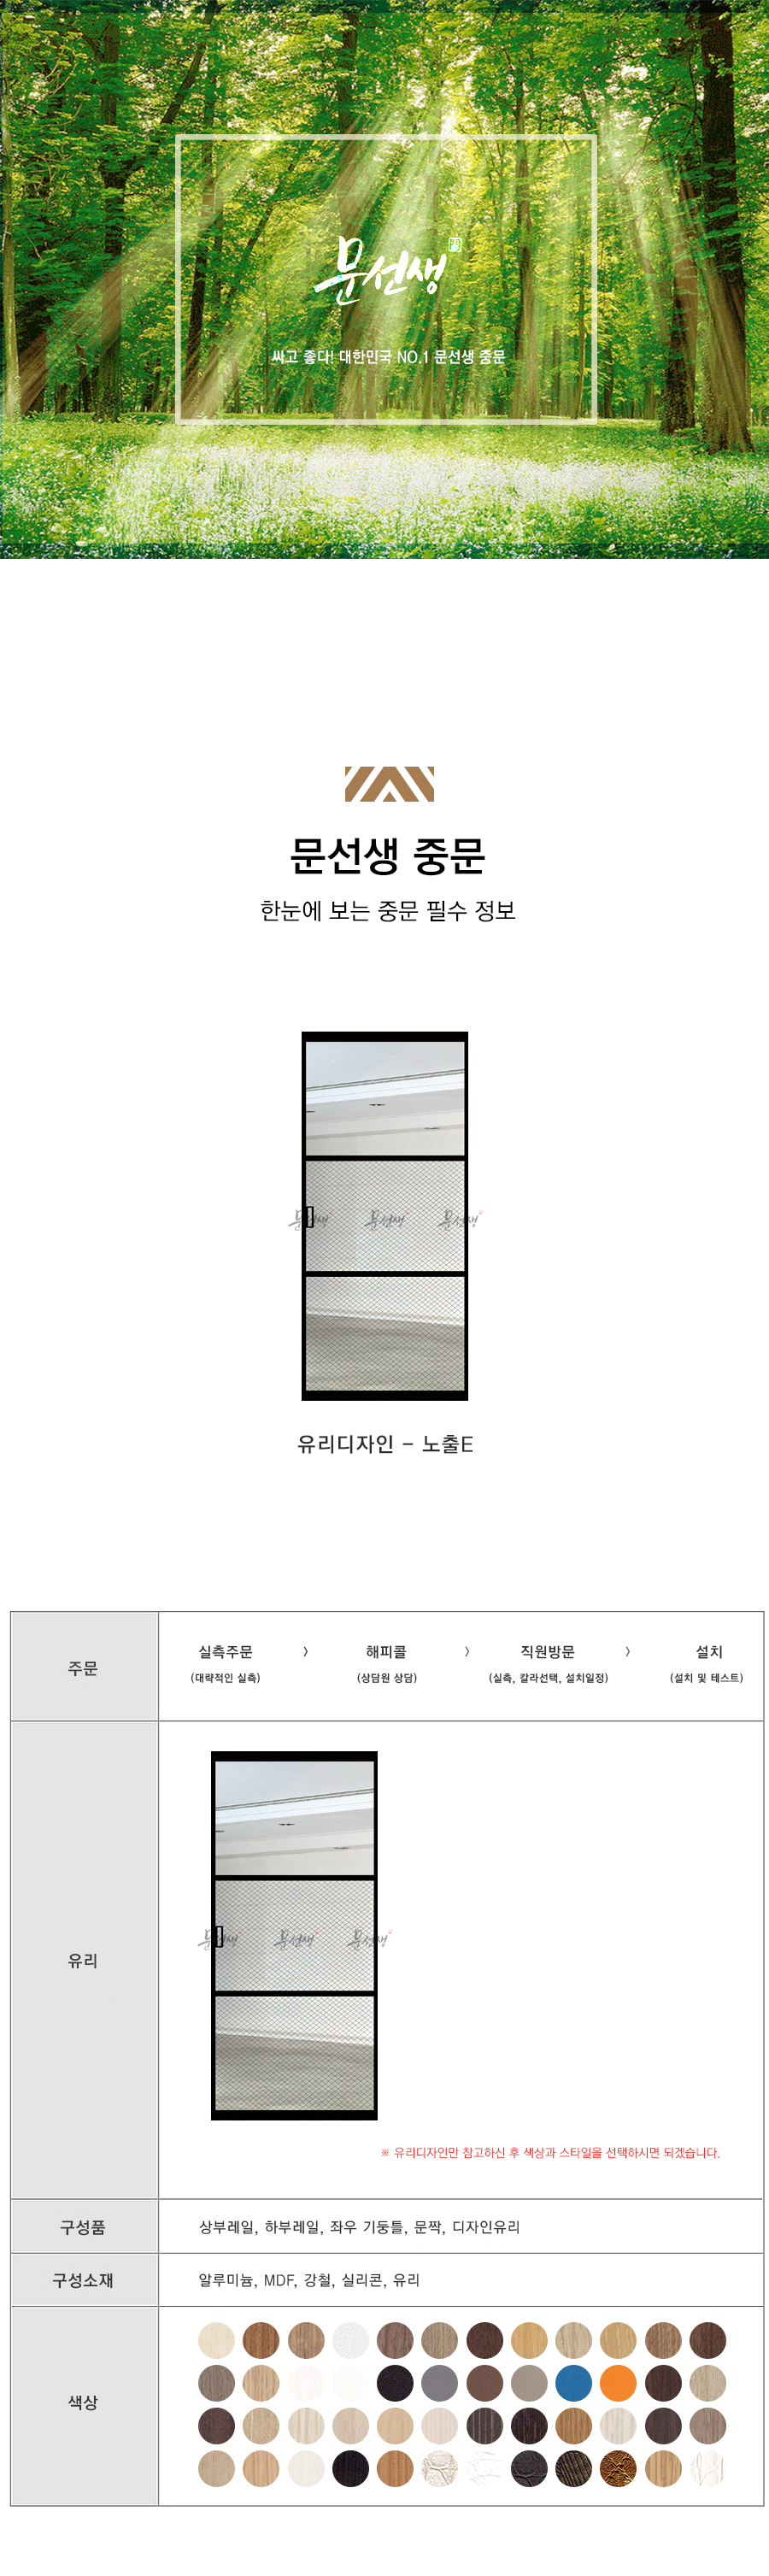 문선생
싸고 좋다! 대한민국 NO.1 문선생 중문
문선생 중문
한눈에 보는 중문 필수 정보
문선생 문선생 문선생
유리디자인 - 노출E
주문
실측주문 > 해피콜 > 직원방문 > 설치
(대략적인 실측) (상담원 상담) (실측, 칼라선택, 설치일정) (설치 및 테스트)
유리
문선생 문선생 문선생
※ 유리디자인만 참고하신 후 색상과 스타일을 선택하시면 되겠습니다.
구성품
상부레일, 하부레일, 좌우 기둥틀, 문짝, 디자인유리
구성소재
알루미늄, MDF, 강철, 실리콘, 유리
색상